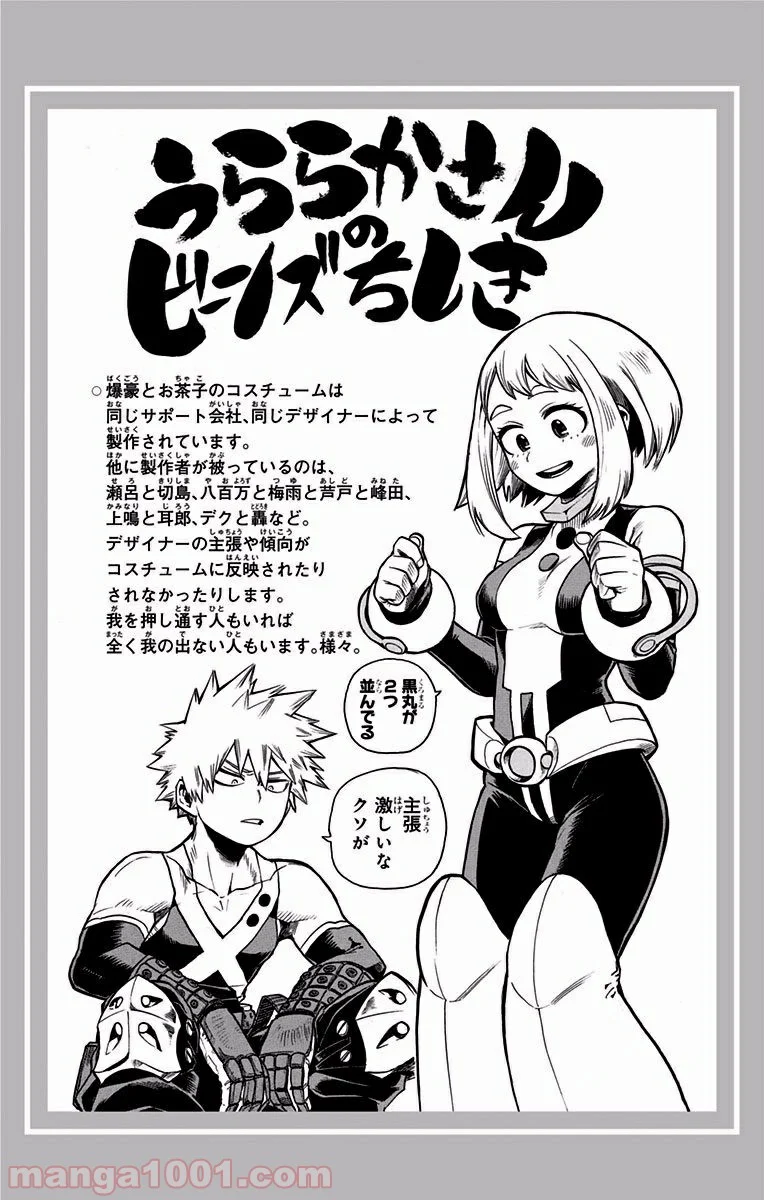 うららかさん
の
ビーンズ ちしき
○爆豪とお茶子のコスチュームは
同じサポート会社、同じデザイナーによって
製作されています。
他に製作者が被っているのは、
瀬呂と切島、八百万と梅雨と芦戸と峰田、
上鳴と耳郎、デクと轟など。
デザイナーの主張や傾向が
コスチュームに反映されたり
されなかったりします。
我を押し通す人もいれば
全く我の出ない人もいます。様々。
黒丸が
2つ
並んでる
主張
激しいな
クソが
manga1001.com